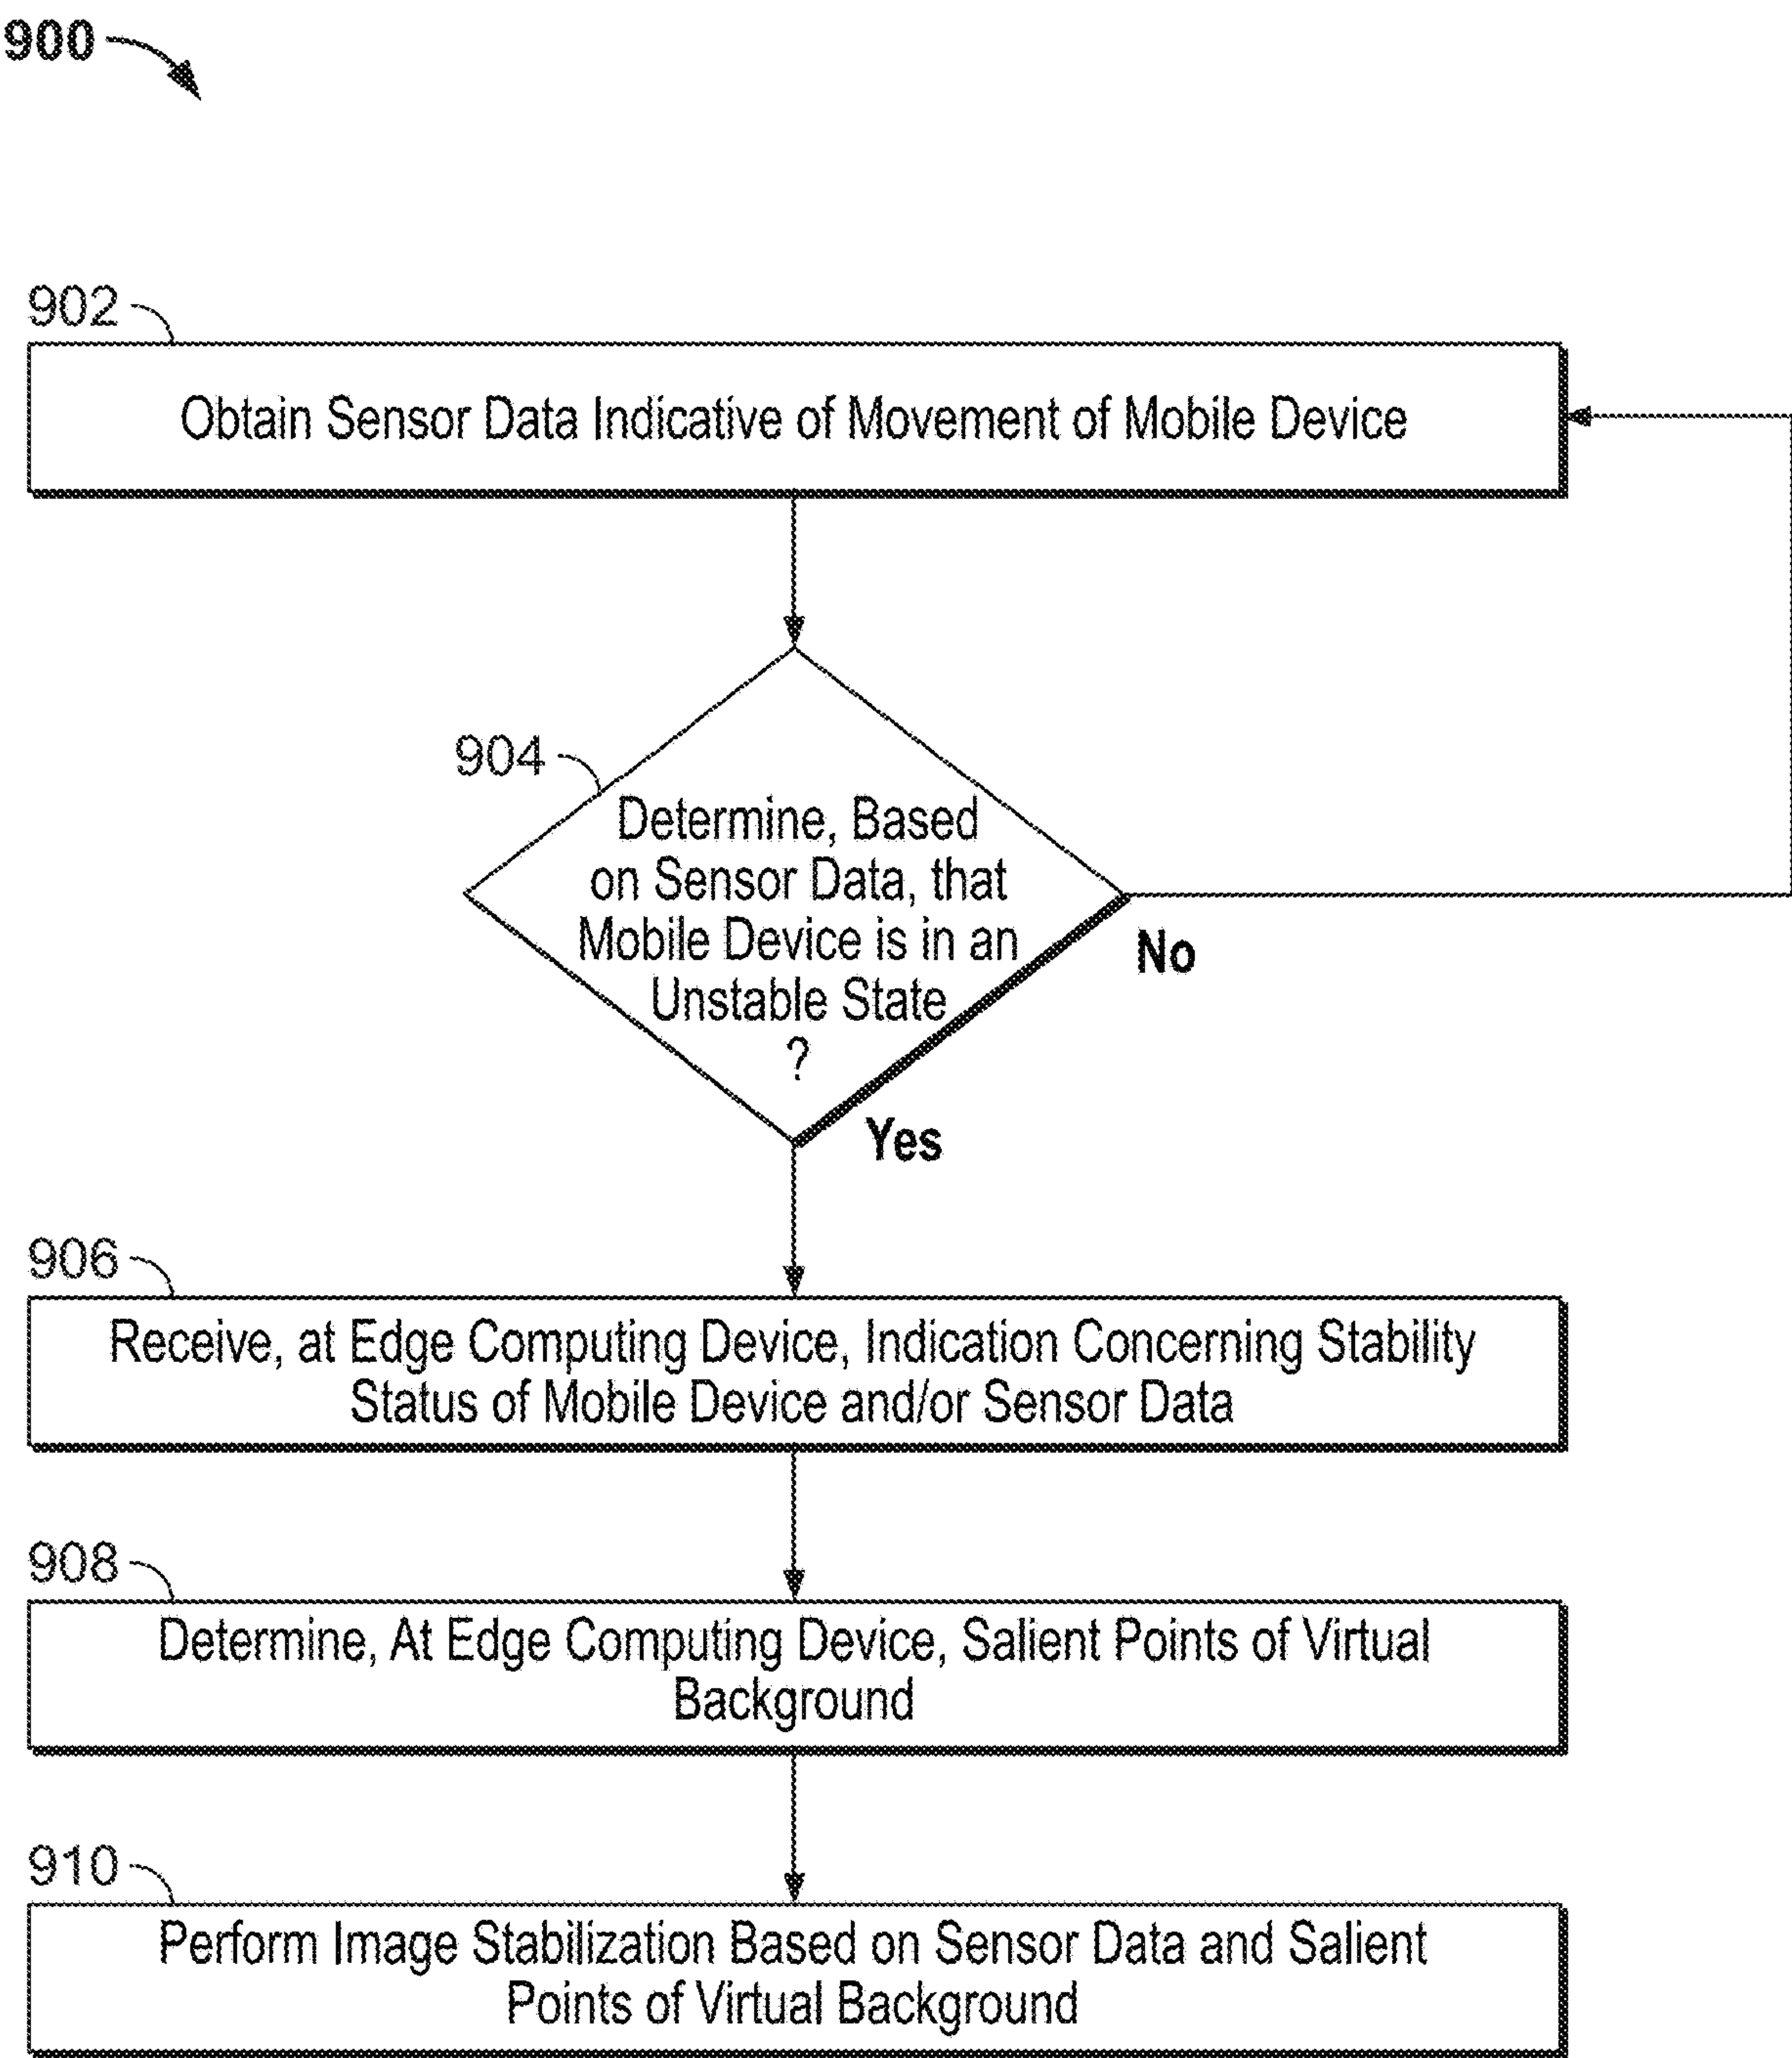 900
902
Obtain Sensor Data Indicative of Movement of Mobile Device
904
Determine, Based
on Sensor Data, that
Mobile Device is in an
Unstable State
?
No
Yes
906
Receive, at Edge Computing Device, Indication Concerning Stability
Status of Mobile Device and/or Sensor Data
908
Determine, At Edge Computing Device, Salient Points of Virtual
Background
910
Perform Image Stabilization Based on Sensor Data and Salient
Points of Virtual Background